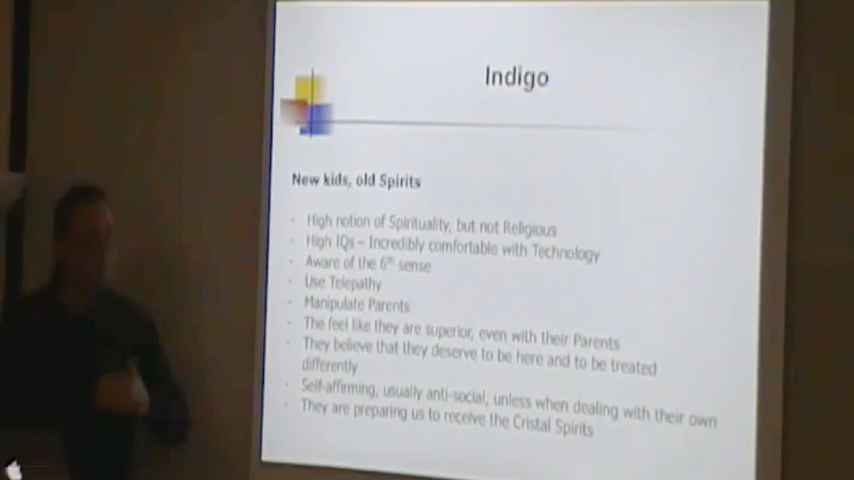 Indigo
New kids, old Spirits
· High notion of Spirituality, but not Religious
· High IQs – Incredibly comfortable with Technology
· Aware of the 6th sense
· Use Telepathy
· Manipulate Parents
· The feel like they are superior, even with their Parents
· They believe that they deserve to be here and to be treated
differently
· Self-affirming, usually anti-social, unless when dealing with their own
· They are preparing us to receive the Cristal Spirits